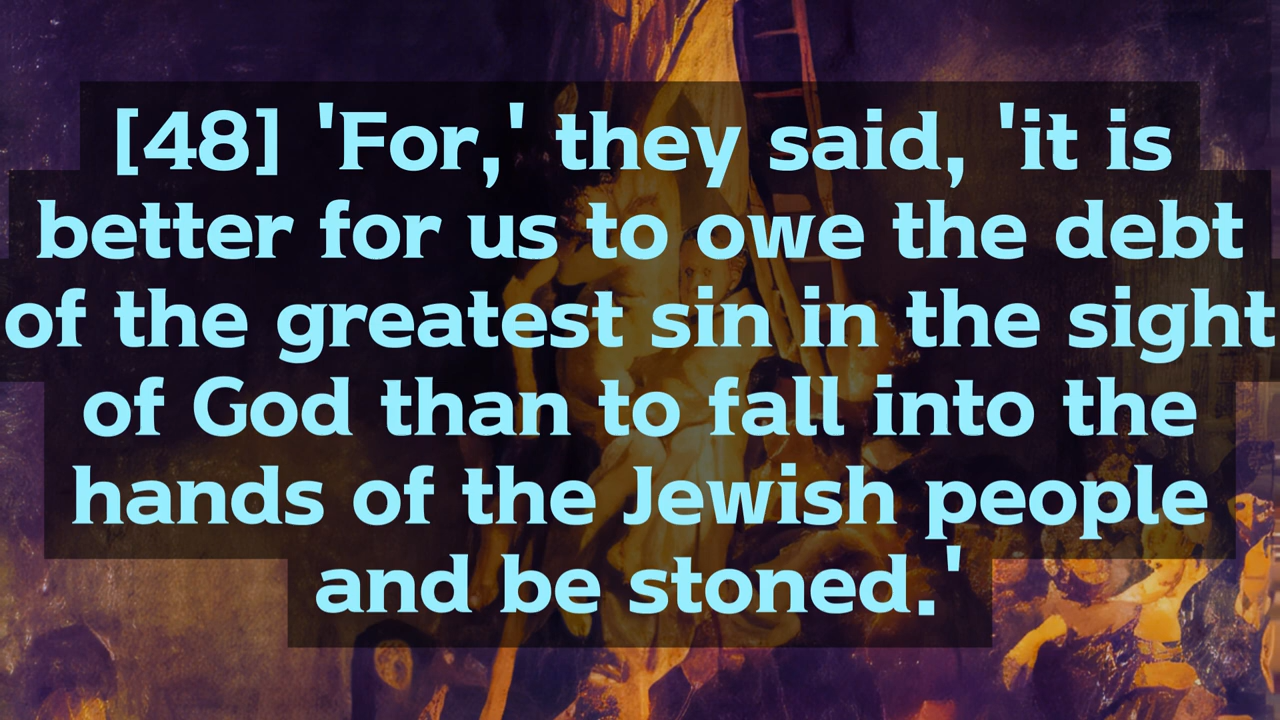 [48] 'For,' they said, 'it is
better for us to owe the debt
of the greatest sin in the sight
of God than to fall into the
hands of the Jewish people
and be stoned.'